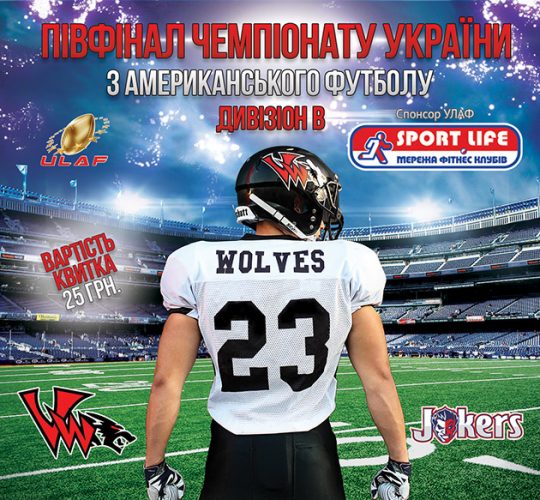 ПІВФІНАЛ ЧЕМПІОНАТУ УКРАЇНИ
З АМЕРИКАНСЬКОГО ФУТБОЛУ
ДИВІЗІОН В
Спонсор УЛАФ
SPORT LIFE
МЕРЕЖА ФІТНЕС КЛУБІВ
ULAF
ВАРТІСТЬ
КВИТКА
25 ГРН.
WOLVES
23
W
Jokers